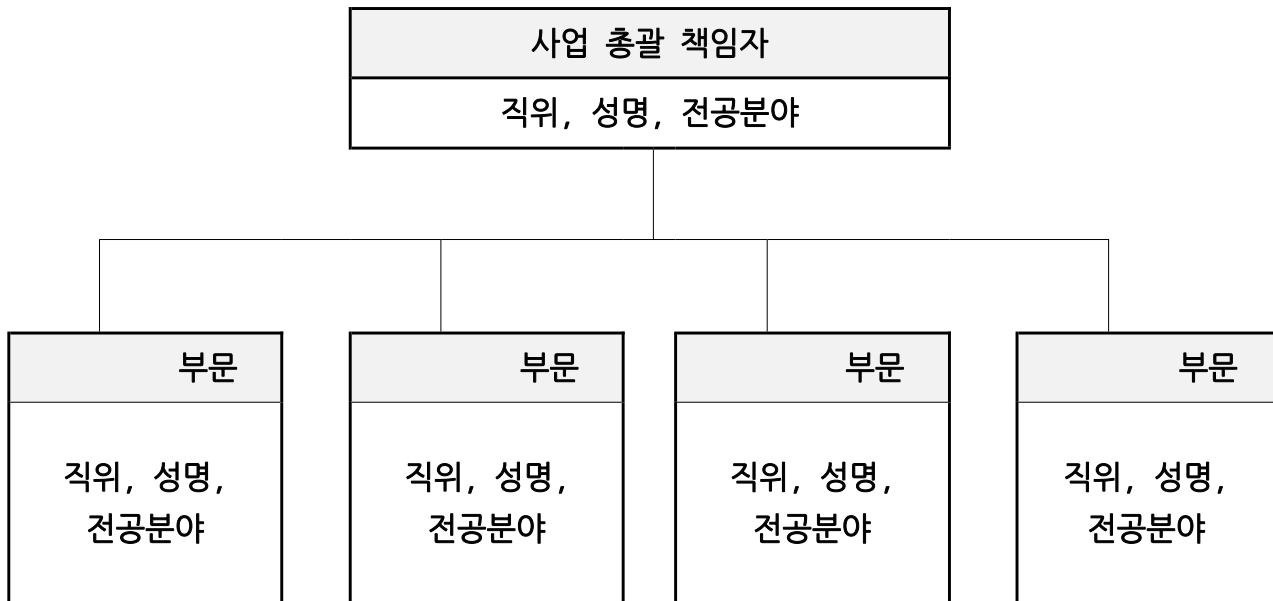 사업 총괄 책임자
직위, 성명, 전공분야
부문
부문
부문
부문
직위, 성명,
전공분야
직위, 성명,
전공분야
직위, 성명,
전공분야
직위, 성명,
전공분야